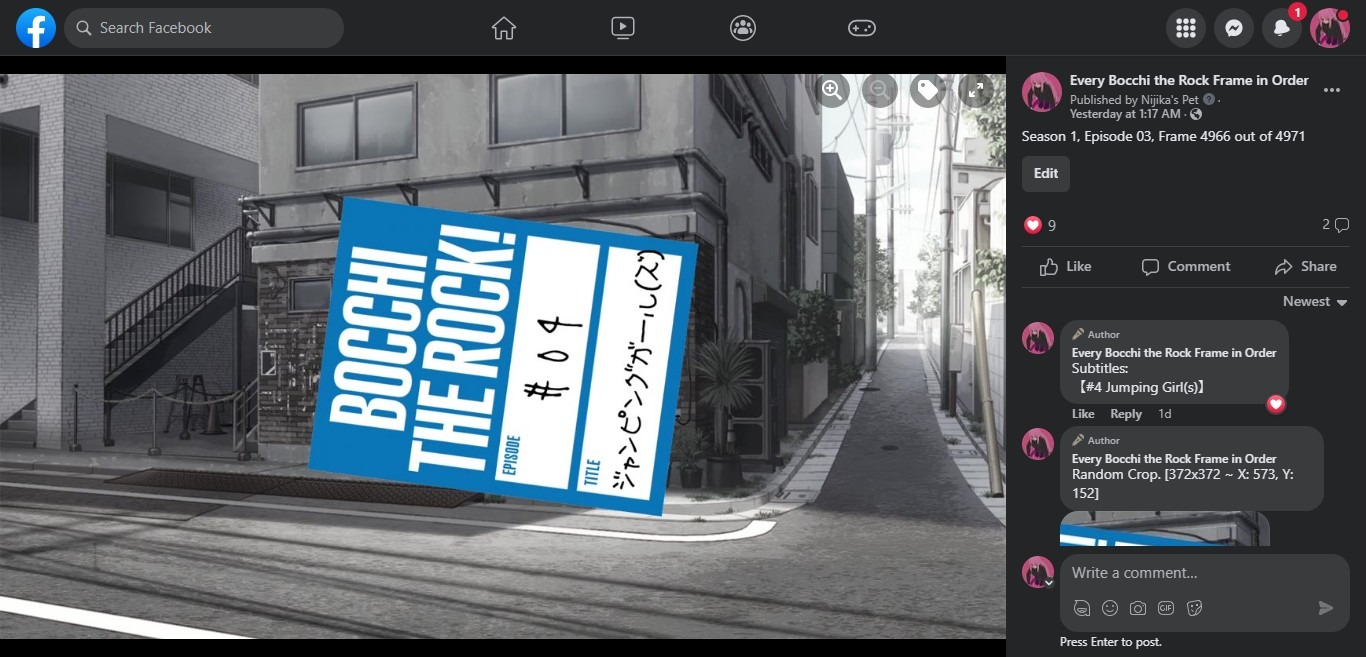 Search Facebook
1
BOCCHI
THE ROCK!
EPISODE
#04
TITLE
ジャンピングガール(ズ)
Every Bocchi the Rock Frame in Order
Published by Nijika's Pet
Yesterday at 1:17 AM ·
Season 1, Episode 03, Frame 4966 out of 4971
Edit
9
2
Like
Comment
Share
Newest
Author
Every Bocchi the Rock Frame in Order
Subtitles:
【#4 Jumping Girl(s)】
Like Reply 1d
Author
Every Bocchi the Rock Frame in Order
Random Crop. [372x372 ~ X: 573, Y:
152]
Write a comment...
GIF
Press Enter to post.